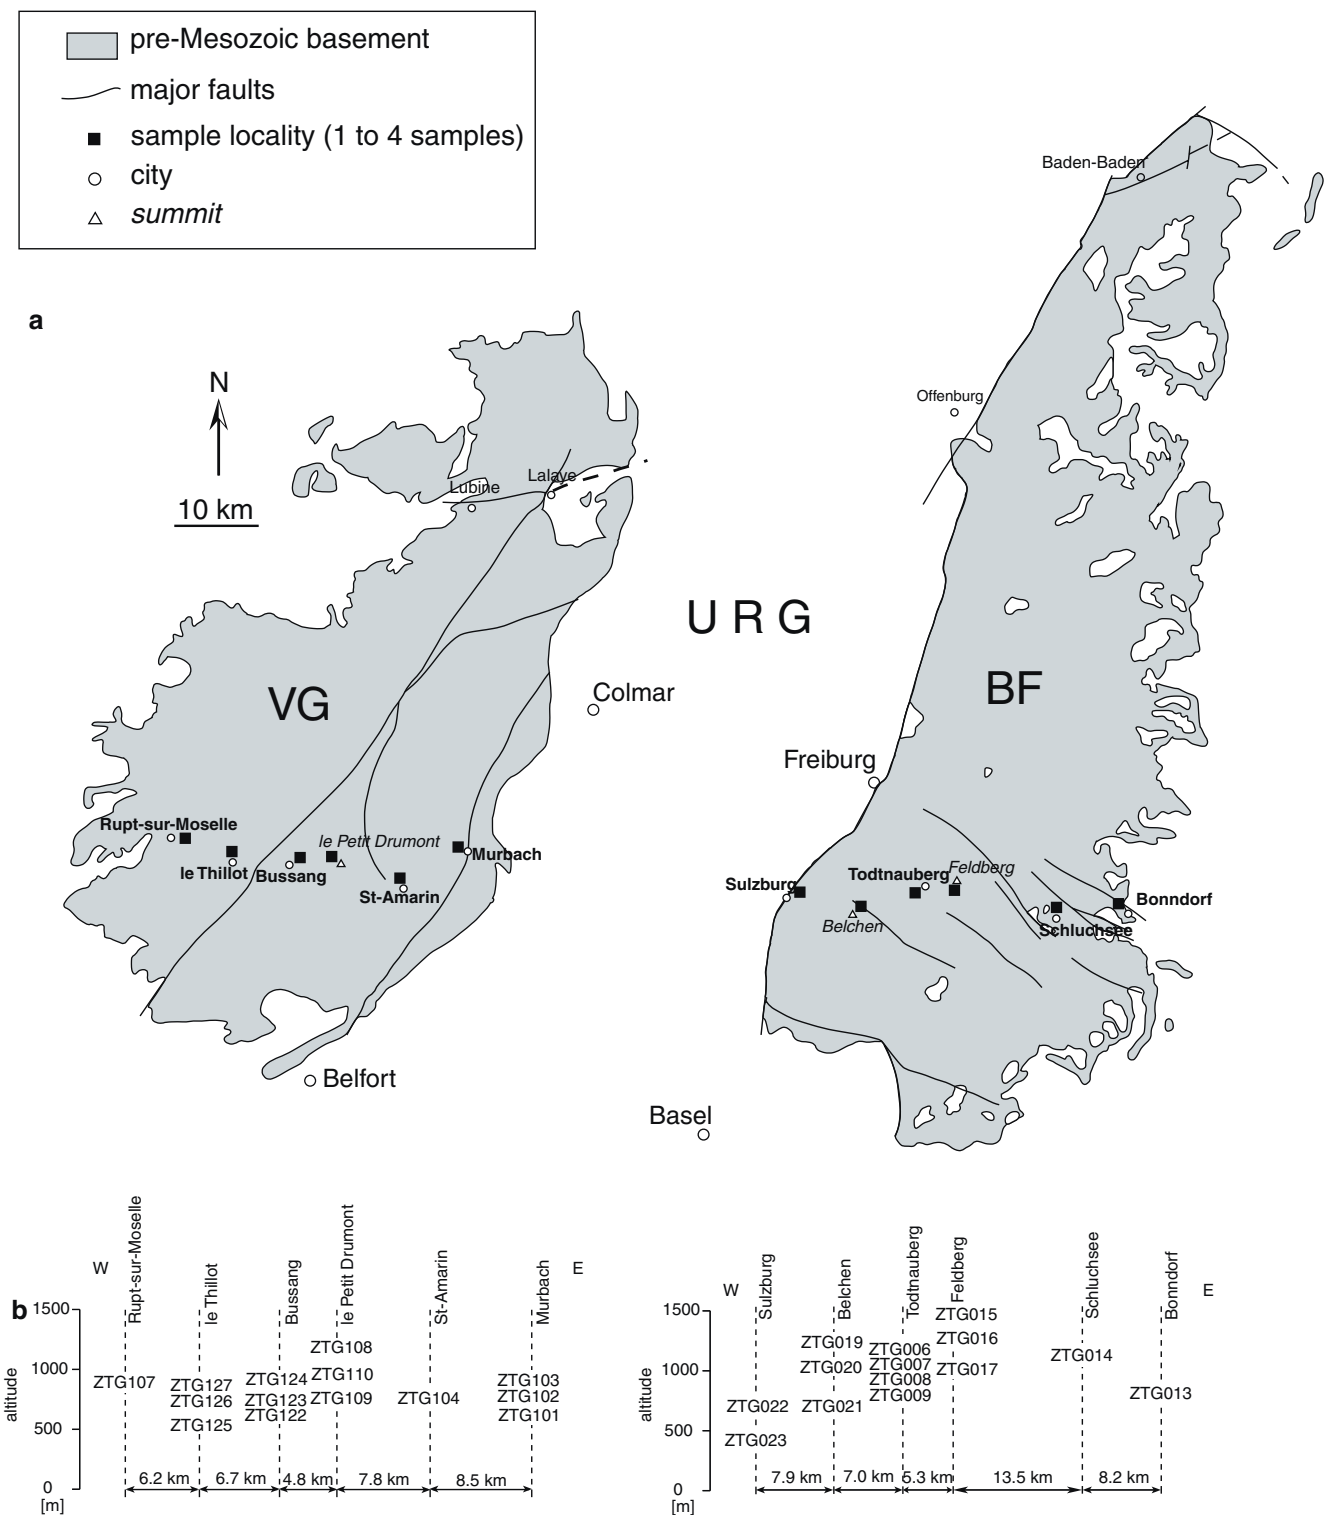 pre-Mesozoic basement
major faults
sample locality (1 to 4 samples)
city
summit
a
N
10 km
Baden-Baden
Offenburg
Lubine
Lalaye
U R G
VG
BF
Colmar
Freiburg
Rupt-sur-Moselle
le Thillot
Bussang
le Petit Drumont
St-Amarin
Murbach
Sulzburg
Belchen
Todtnauberg
Feldberg
Schluchsee
Bonndorf
Belfort
Basel
b
W
Rupt-sur-Moselle
le Thillot
Bussang
le Petit Drumont
St-Amarin
Murbach
E
altitude
1500
1000
500
0
[m]
ZTG107
ZTG127
ZTG126
ZTG125
ZTG124
ZTG123
ZTG122
ZTG108
ZTG110
ZTG109
ZTG104
ZTG103
ZTG102
ZTG101
6.2 km
6.7 km
4.8 km
7.8 km
8.5 km
W
Sulzburg
Belchen
Todtnauberg
Feldberg
Schluchsee
Bonndorf
E
altitude
1500
1000
500
0
[m]
ZTG022
ZTG023
ZTG019
ZTG020
ZTG021
ZTG006
ZTG007
ZTG008
ZTG009
ZTG015
ZTG016
ZTG017
ZTG014
ZTG013
7.9 km
7.0 km
5.3 km
13.5 km
8.2 km